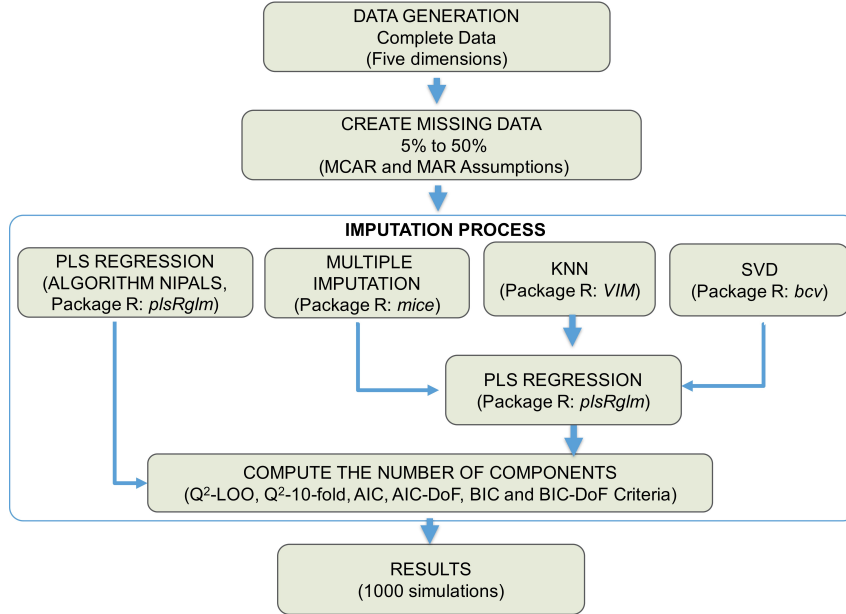 DATA GENERATION
Complete Data
(Five dimensions)
CREATE MISSING DATA
5% to 50%
(MCAR and MAR Assumptions)
IMPUTATION PROCESS
PLS REGRESSION
(ALGORITHM NIPALS,
Package R: plsRglm)
MULTIPLE
IMPUTATION
(Package R: mice)
KNN
(Package R: VIM)
SVD
(Package R: bcv)
PLS REGRESSION
(Package R: plsRglm)
COMPUTE THE NUMBER OF COMPONENTS
(Q²-LOO, Q²-10-fold, AIC, AIC-DoF, BIC and BIC-DoF Criteria)
RESULTS
(1000 simulations)